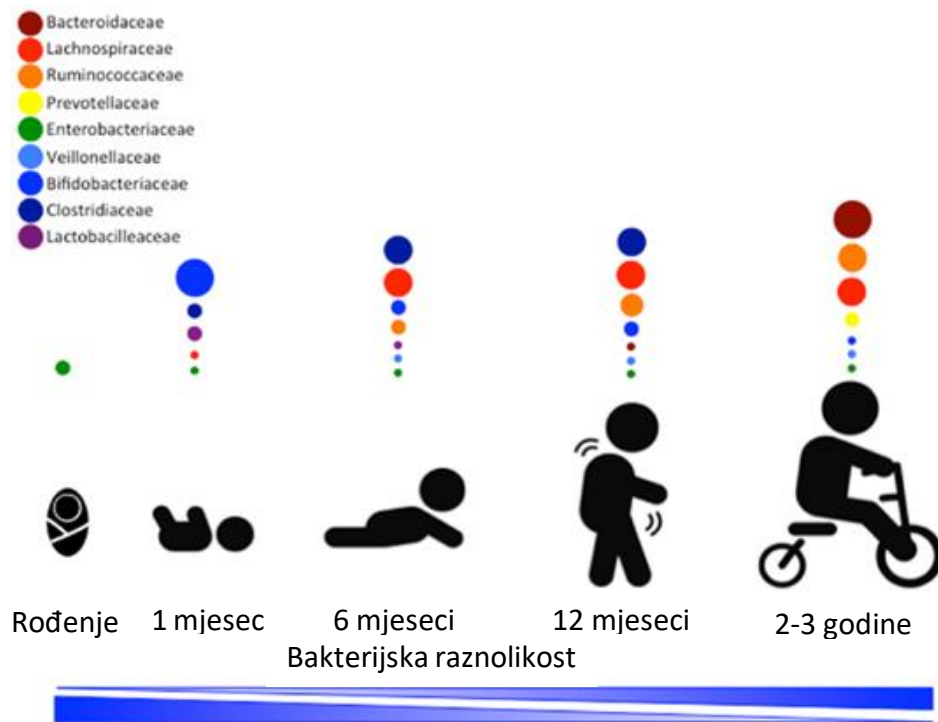 Bacteroidaceae
Lachnospiraceae
Ruminococcaceae
Prevotellaceae
Enterobacteriaceae
Veillonellaceae
Bifidobacteriaceae
Clostridiaceae
Lactobacilleaceae
Rođenje 1 mjesec 6 mjeseci 12 mjeseci 2-3 godine
Bakterijska raznolikost